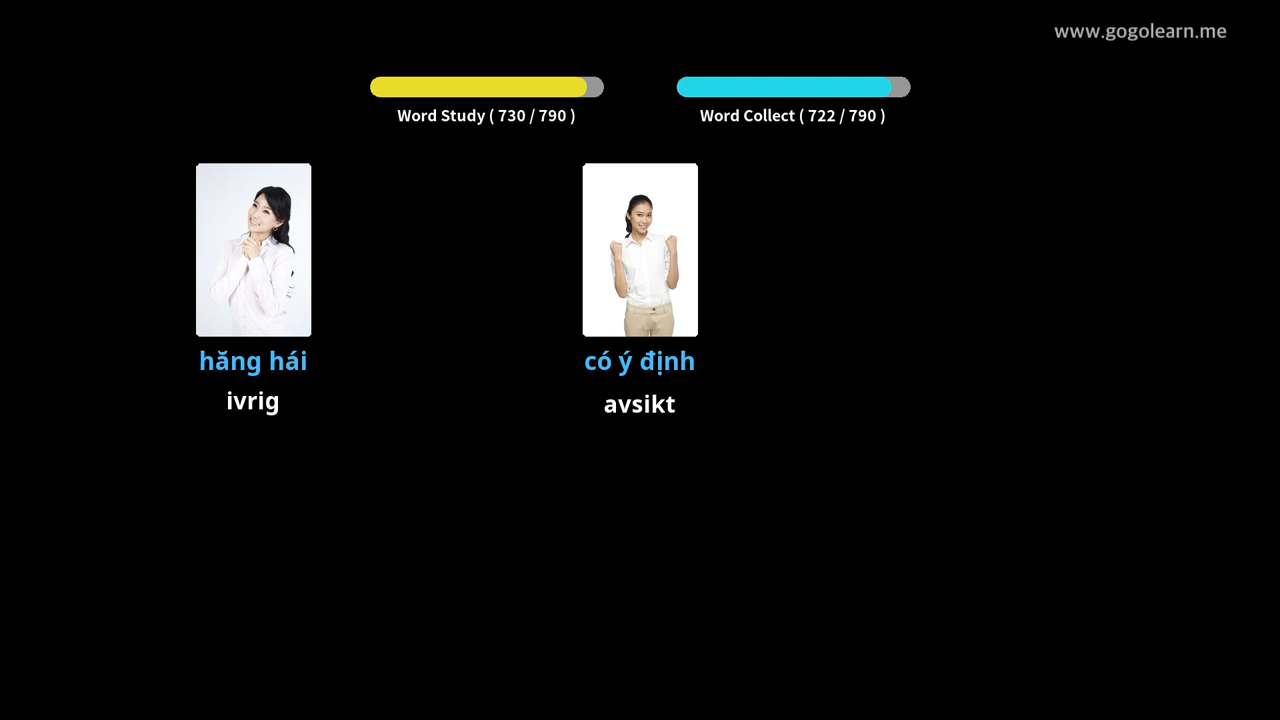 www.gogolearn.me
Word Study ( 730 / 790 )
Word Collect ( 722 / 790 )
hăng hái
có ý định
ivrig
avsikt